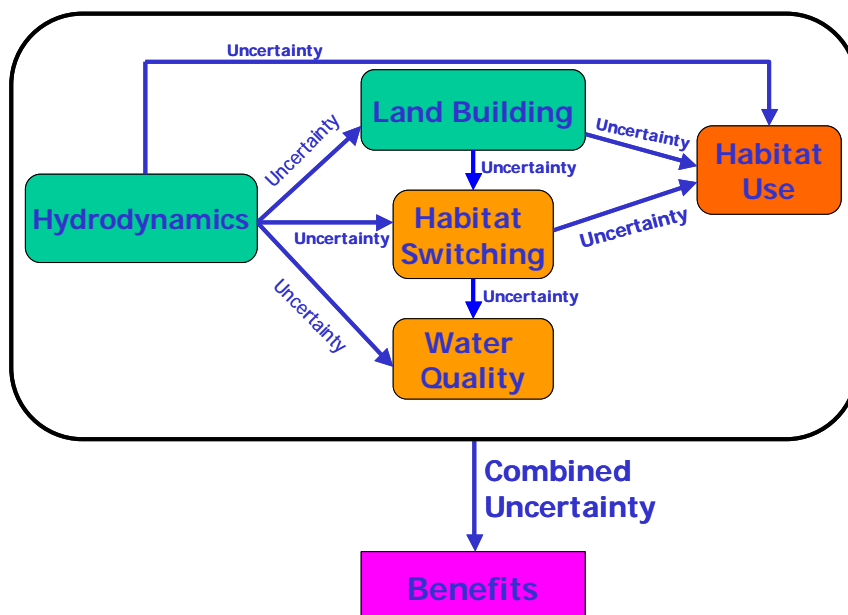 Uncertainty
Land Building
Uncertainty
Uncertainty
Habitat
Use
Uncertainty
Hydrodynamics
Habitat
Switching
Uncertainty
Uncertainty
Uncertainty
Uncertainty
Water
Quality
Combined
Uncertainty
Benefits